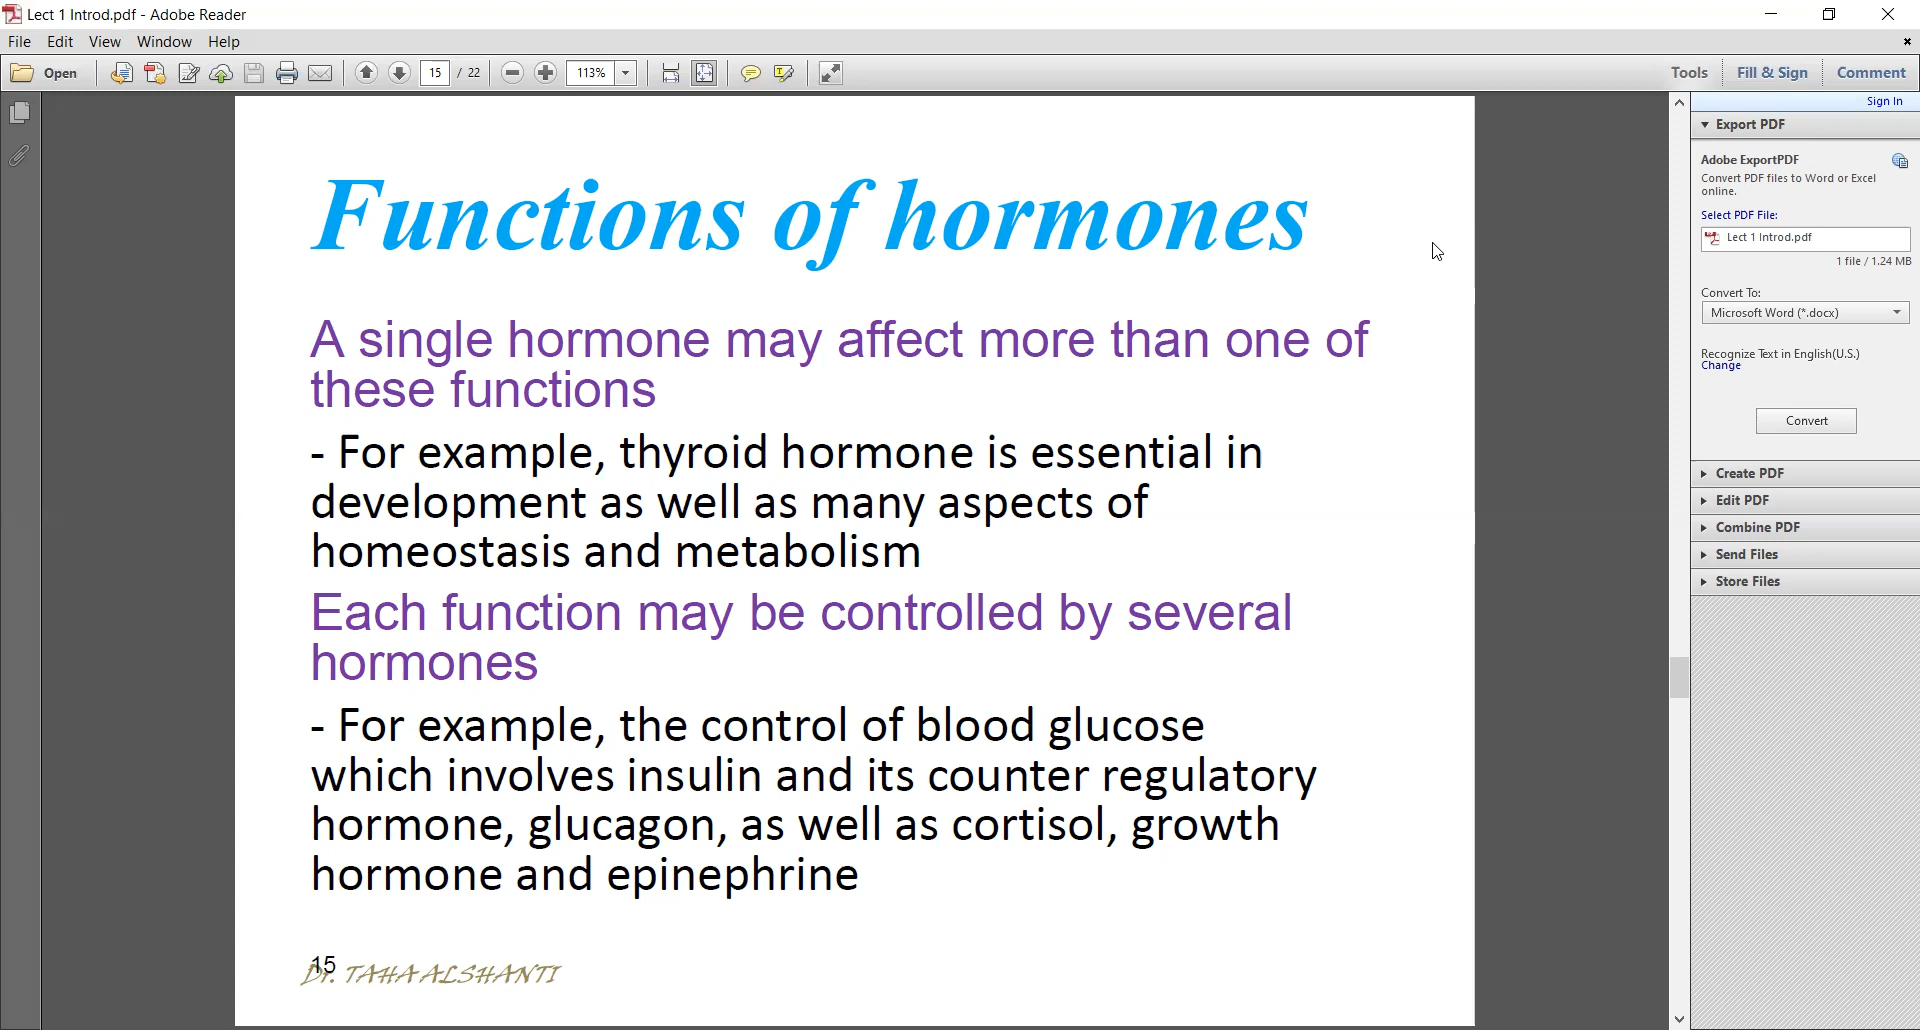 Lect 1 Introd.pdf - Adobe Reader
File Edit View Window Help
Open 15 / 22 113% Tools Fill & Sign Comment
Sign In
Export PDF
Adobe ExportPDF
Convert PDF files to Word or Excel
online.
Select PDF File:
Lect 1 Introd.pdf
1 file / 1.24 MB
Convert To:
Microsoft Word (*.docx)
Recognize Text in English(U.S.)
Change
Convert
Create PDF
Edit PDF
Combine PDF
Send Files
Store Files
Functions of hormones
A single hormone may affect more than one of
these functions
- For example, thyroid hormone is essential in
development as well as many aspects of
homeostasis and metabolism
Each function may be controlled by several
hormones
- For example, the control of blood glucose
which involves insulin and its counter regulatory
hormone, glucagon, as well as cortisol, growth
hormone and epinephrine
15
Dr. TAHA ALSHANTI